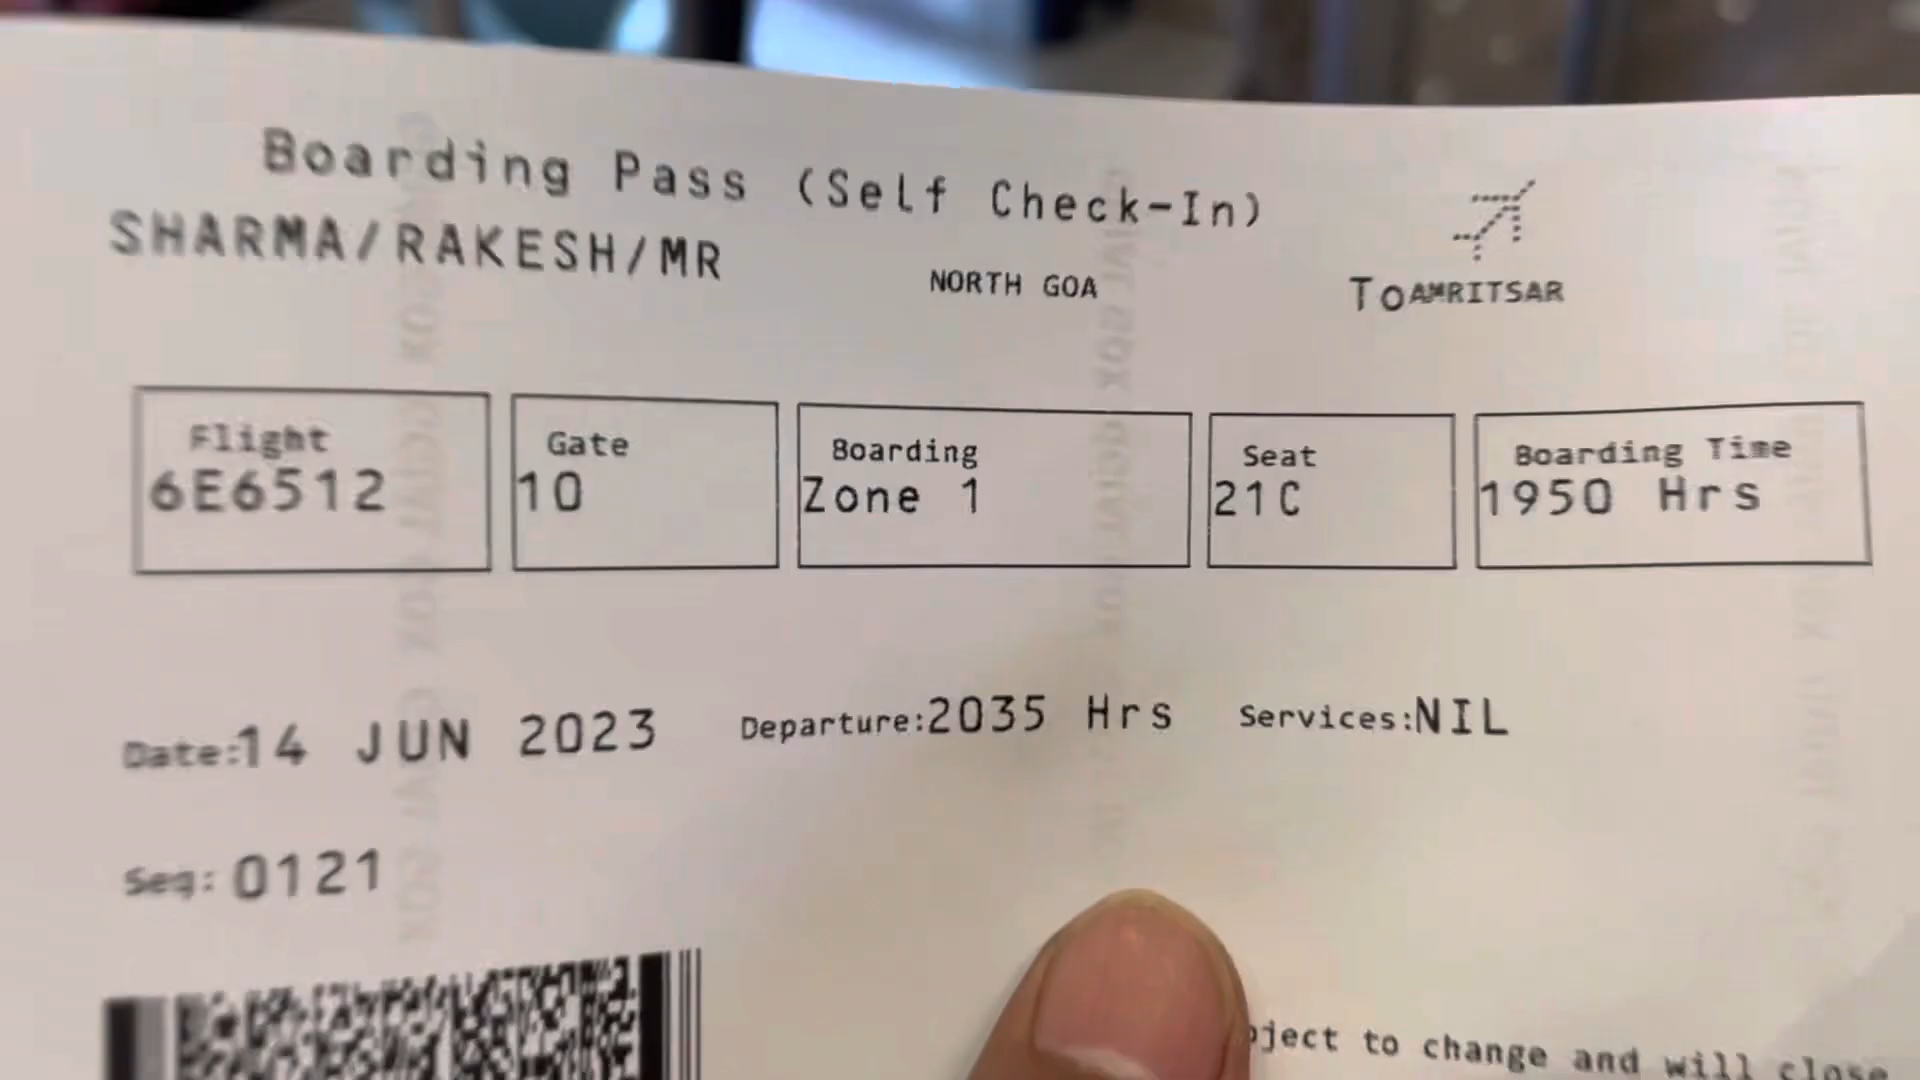 Boarding Pass (Self Check-In)
SHARMA/RAKESH/MR
NORTH GOA
To AMRITSAR
Flight
6E6512
Gate
10
Boarding
Zone 1
Seat
21C
Boarding Time
1950 Hrs
Date:14 JUN 2023 Departure:2035 Hrs Services:NIL
Seq: 0121
to change and will close